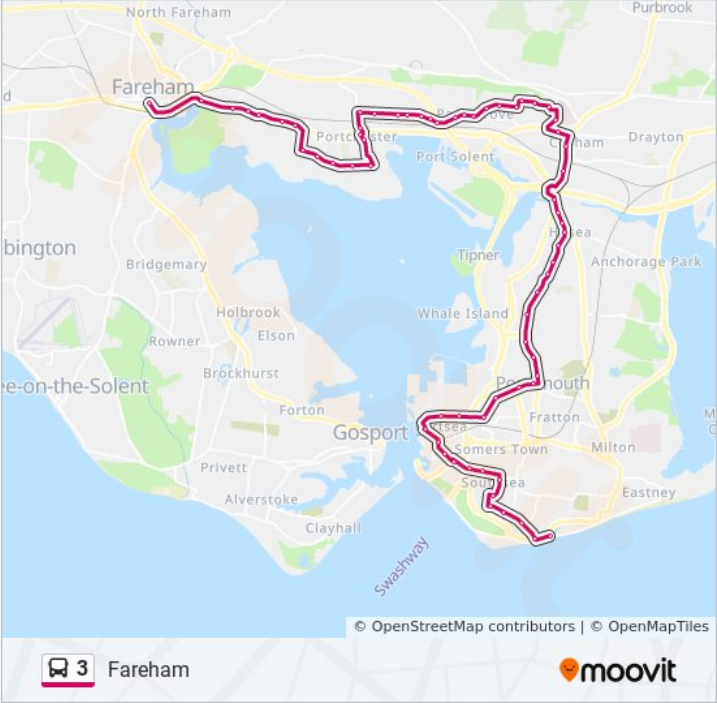 North Fareham
Purbrook
Fareham
d
Portchester
Cosham
Drayton
Port Solent
Hilsea
bington
Tipner
Anchorage Park
Bridgemary
Holbrook
Whale Island
Elson
Rowner
Brockhurst
ee-on-the-Solent
Portsmouth
Forton
Fratton
Gosport
Portsea
Somers Town
Milton
Privett
Southsea
Eastney
Alverstoke
Clayhall
Swashway
© OpenStreetMap contributors | © OpenMapTiles
3 Fareham
moovit